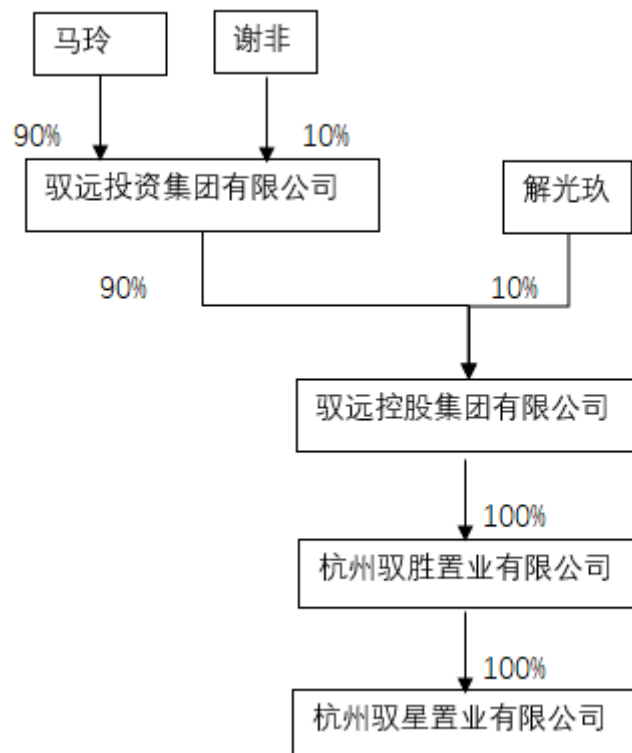 马玲
谢非
90%
10%
驭远投资集团有限公司
解光玖
90%
10%
驭远控股集团有限公司
100%
杭州驭胜置业有限公司
100%
杭州驭星置业有限公司